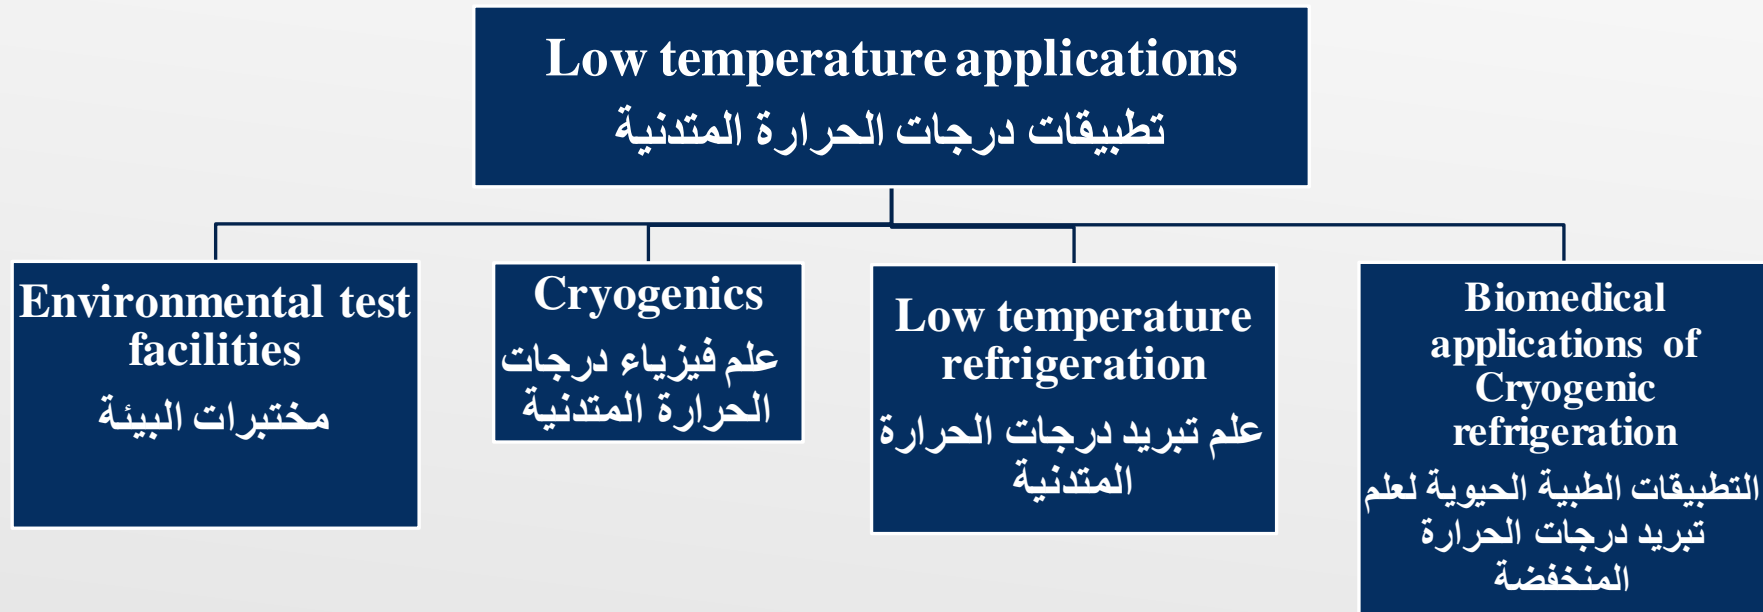 Low temperature applications
تطبيقات درجات الحرارة المتدنية
Environmental test
facilities
مختبرات البيئة
Cryogenics
علم فيزياء درجات
الحرارة المتدنية
Low temperature
refrigeration
علم تبريد درجات الحرارة
المتدنية
Biomedical
applications of
Cryogenic
refrigeration
التطبيقات الطبية الحيوية لعلم
تبريد درجات الحرارة
المنخفضة